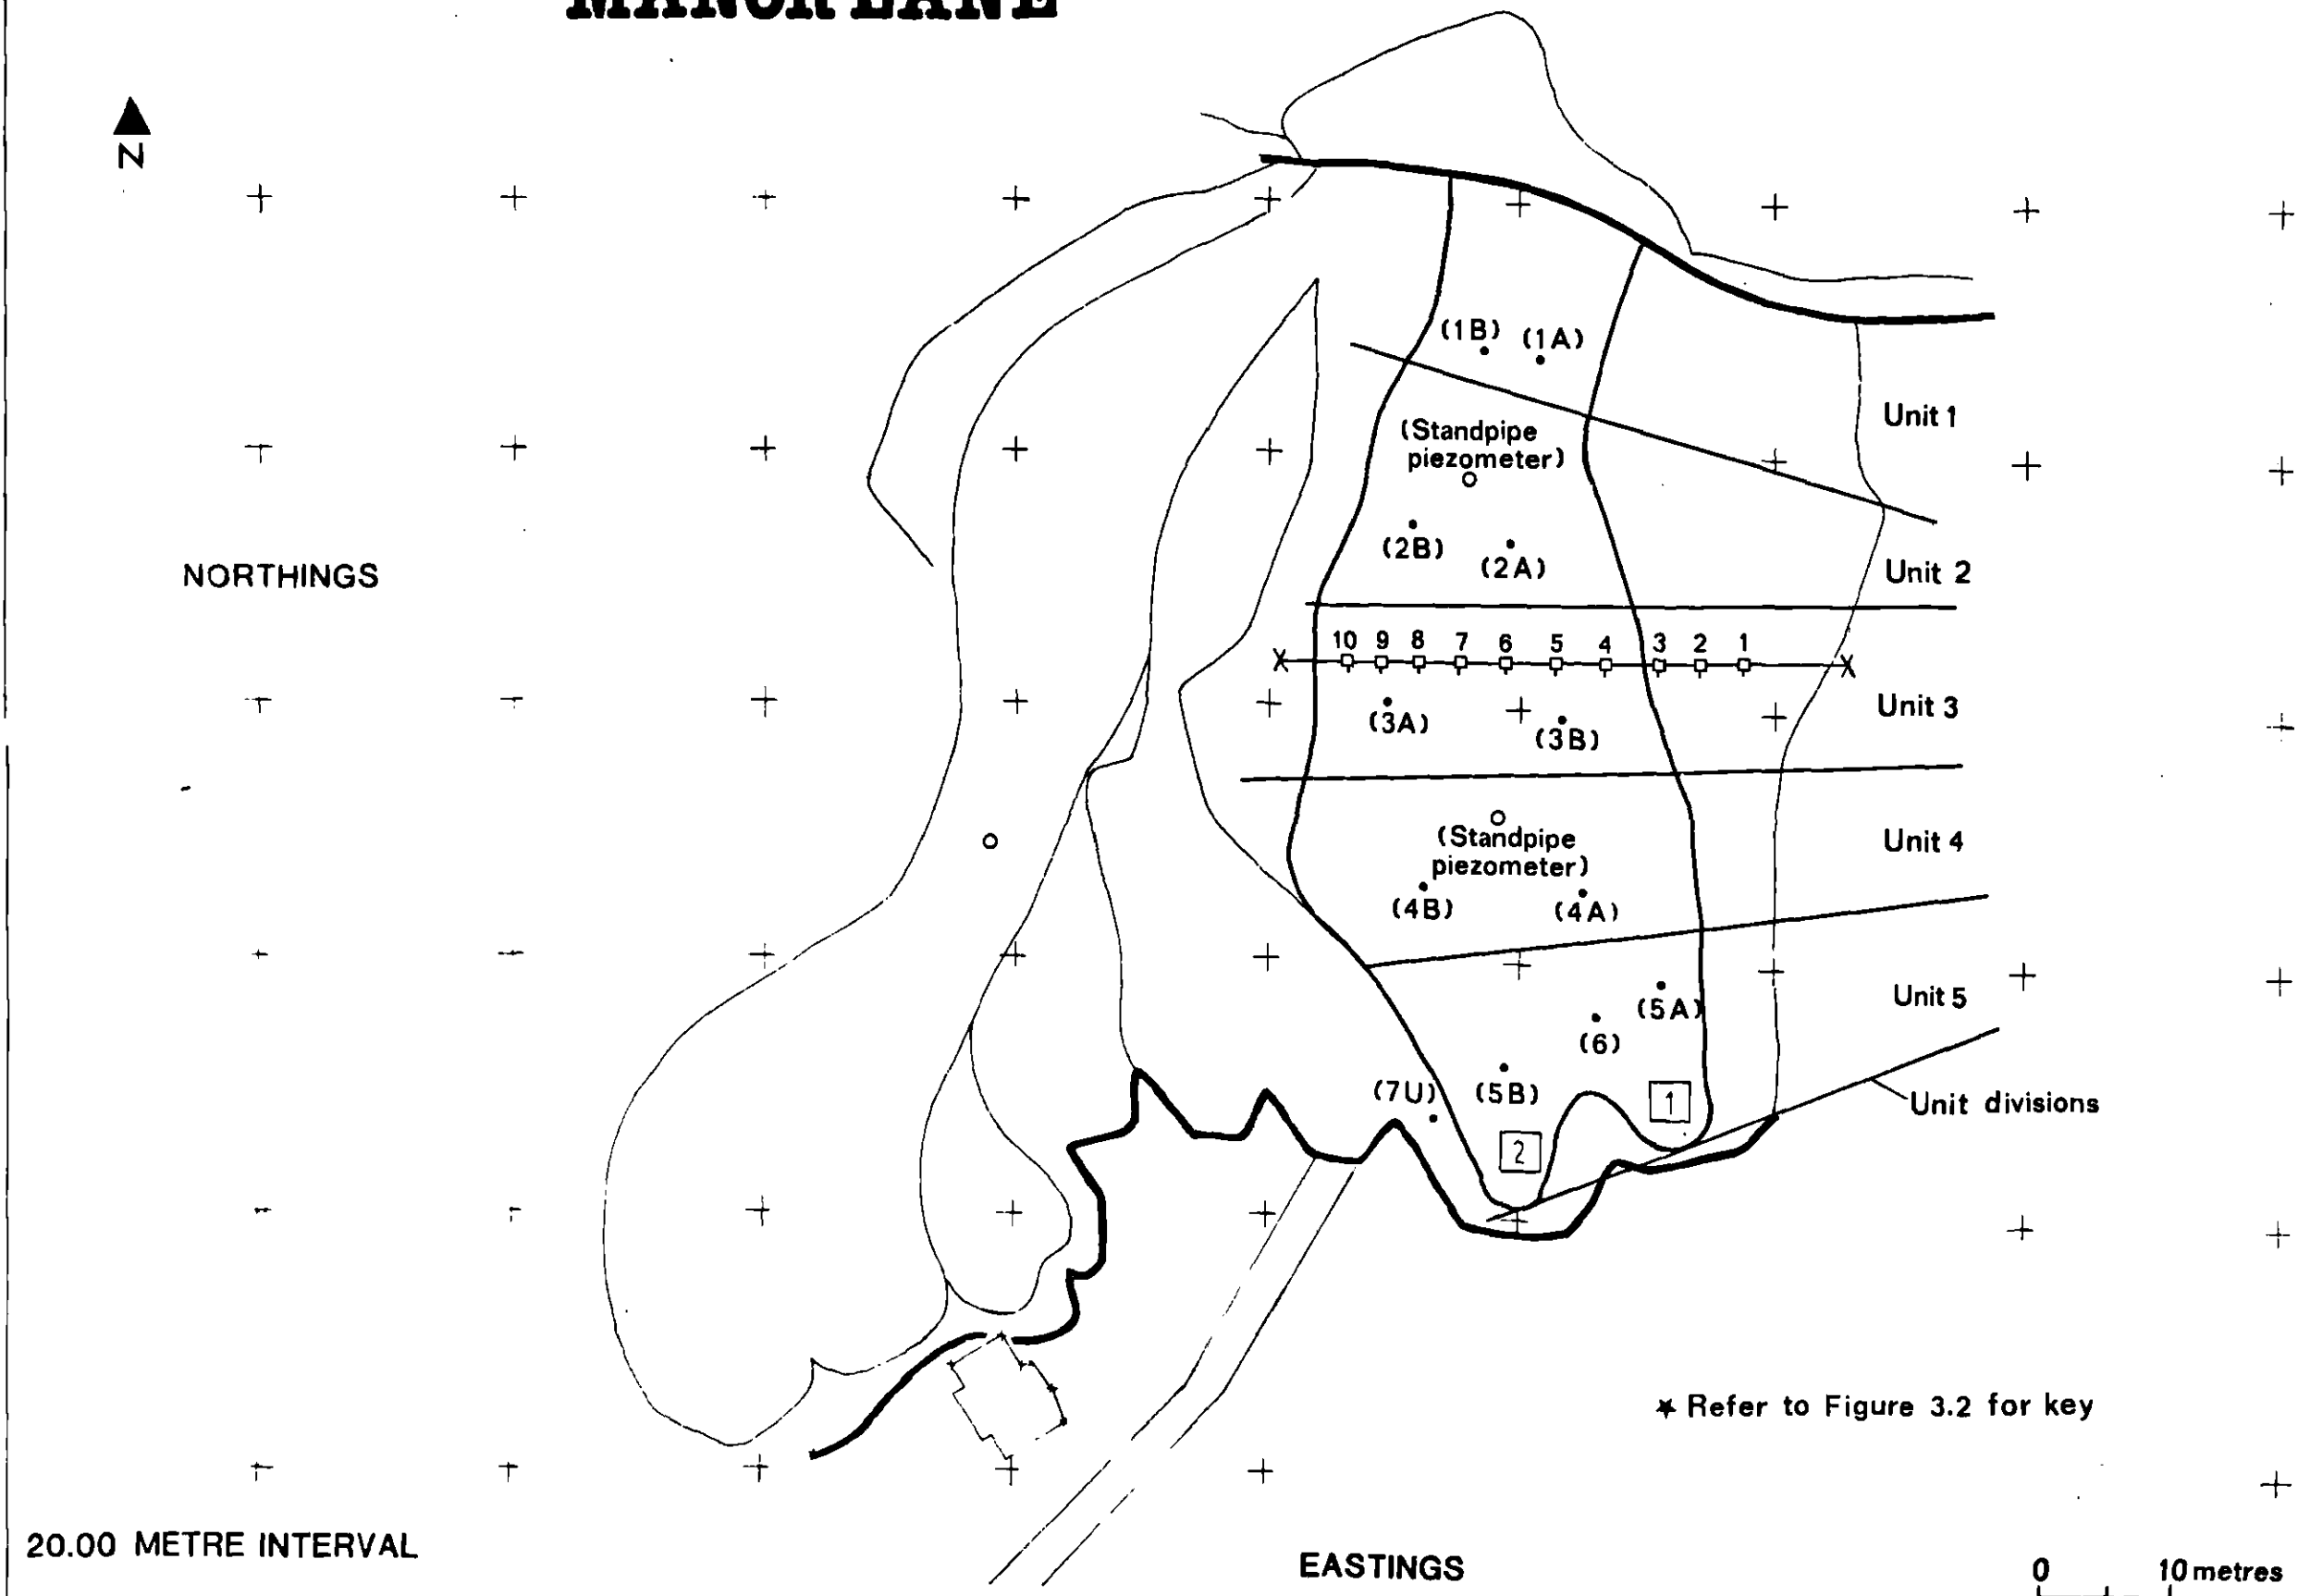 MANOR LANE
N
(1B) (1A)
Unit 1
(Standpipe
piezometer)
NORTHINGS
(2B)
(2A)
Unit 2
10 9 8 7 6 5 4 3 2 1
X X
(3A)
(3B)
Unit 3
(Standpipe
piezometer)
Unit 4
(4B)
(4A)
Unit 5
(5A)
(6)
(7U)
(5B)
1
Unit divisions
2
★ Refer to Figure 3.2 for key
20.00 METRE INTERVAL
EASTINGS
0 10 metres